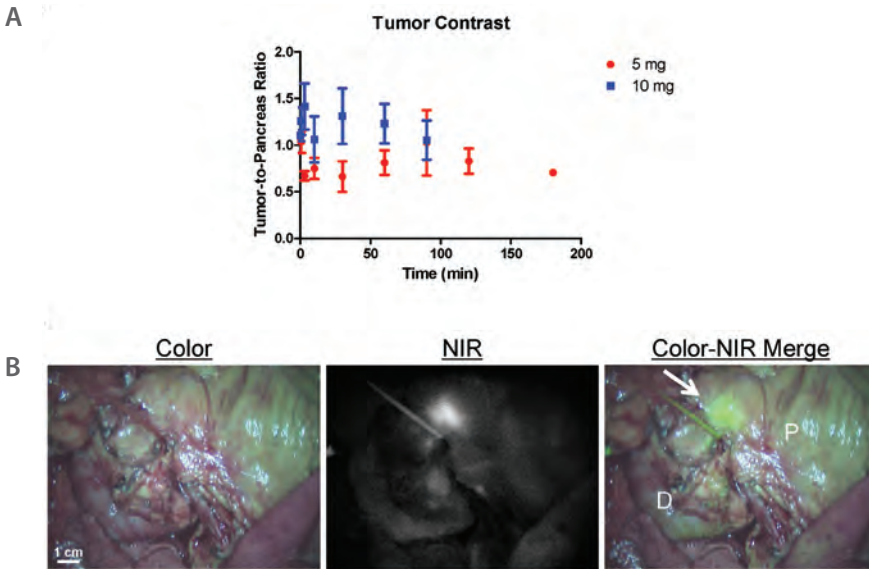 A
Tumor Contrast
5 mg
10 mg
Tumor-to-Pancreas Ratio
2.0
1.5
1.0
0.5
0.0
0
50
100
150
200
Time (min)
B
Color
NIR
Color-NIR Merge
1 cm
P
D